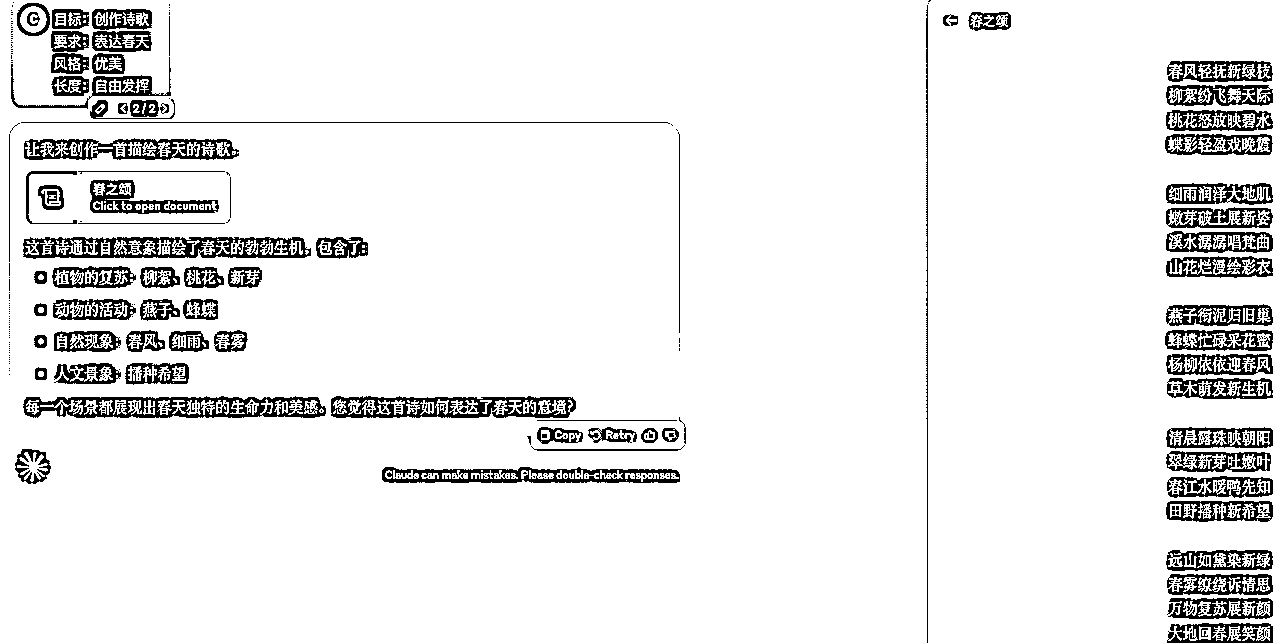 C
目标：创作诗歌
要求：表达春天
风格：优美
长度：自由发挥
2/2
让我来创作一首描绘春天的诗歌。
春之颂
Click to open document
这首诗通过自然意象描绘了春天的勃勃生机，包含了：
植物的复苏：柳絮、桃花、新芽
动物的活动：燕子、蜂蝶
自然现象：春风、细雨、春雾
人文景象：播种希望
每一个场景都展现出春天独特的生命力和美感。您觉得这首诗如何表达了春天的意境？
Copy Retry
Claude can make mistakes. Please double-check responses.
春之颂
春风轻抚新绿枝
柳絮纷飞舞天际
桃花怒放映碧水
蝶影轻盈戏晚霞
细雨润泽大地肌
嫩芽破土展新姿
溪水潺潺唱梵曲
山花烂漫绘彩衣
燕子衔泥归旧巢
蜂蝶忙碌采花蜜
杨柳依依迎春风
草木萌发新生机
清晨露珠映朝阳
翠绿新芽吐嫩叶
春江水暖鸭先知
田野播种新希望
远山如黛染新绿
春雾缭绕诉情思
万物复苏展新颜
大地回春展笑颜